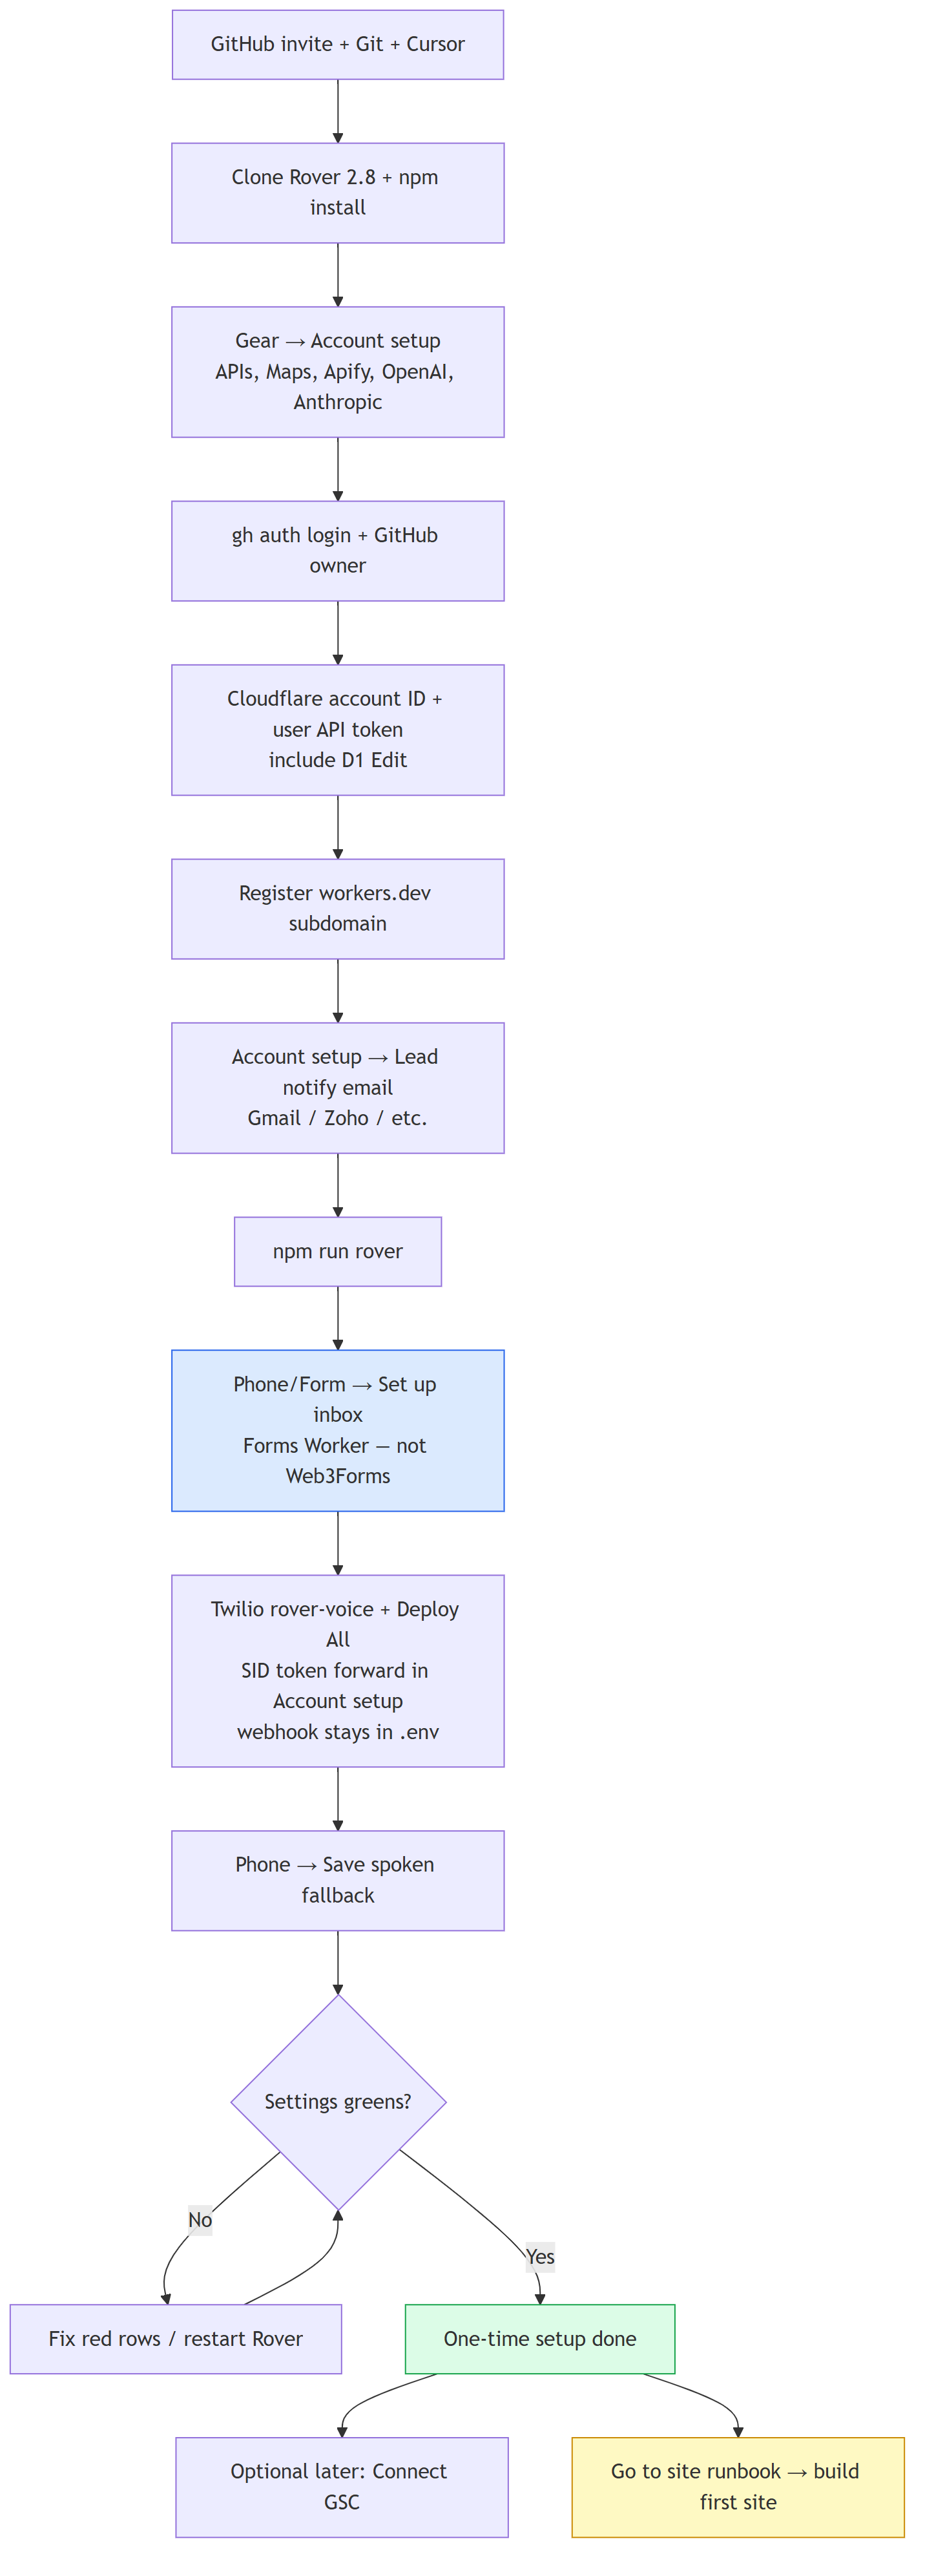 GitHub invite + Git + Cursor
Clone Rover 2.8 + npm
install
Gear → Account setup
APIs, Maps, Apify, OpenAI,
Anthropic
gh auth login + GitHub
owner
Cloudflare account ID +
user API token
include D1 Edit
Register workers.dev
subdomain
Account setup → Lead
notify email
Gmail / Zoho / etc.
npm run rover
Phone/Form → Set up
inbox
Forms Worker — not
Web3Forms
Twilio rover-voice + Deploy
All
SID token forward in
Account setup
webhook stays in .env
Phone → Save spoken
fallback
Settings greens?
No
Yes
Fix red rows / restart Rover
One-time setup done
Optional later: Connect
GSC
Go to site runbook → build
first site